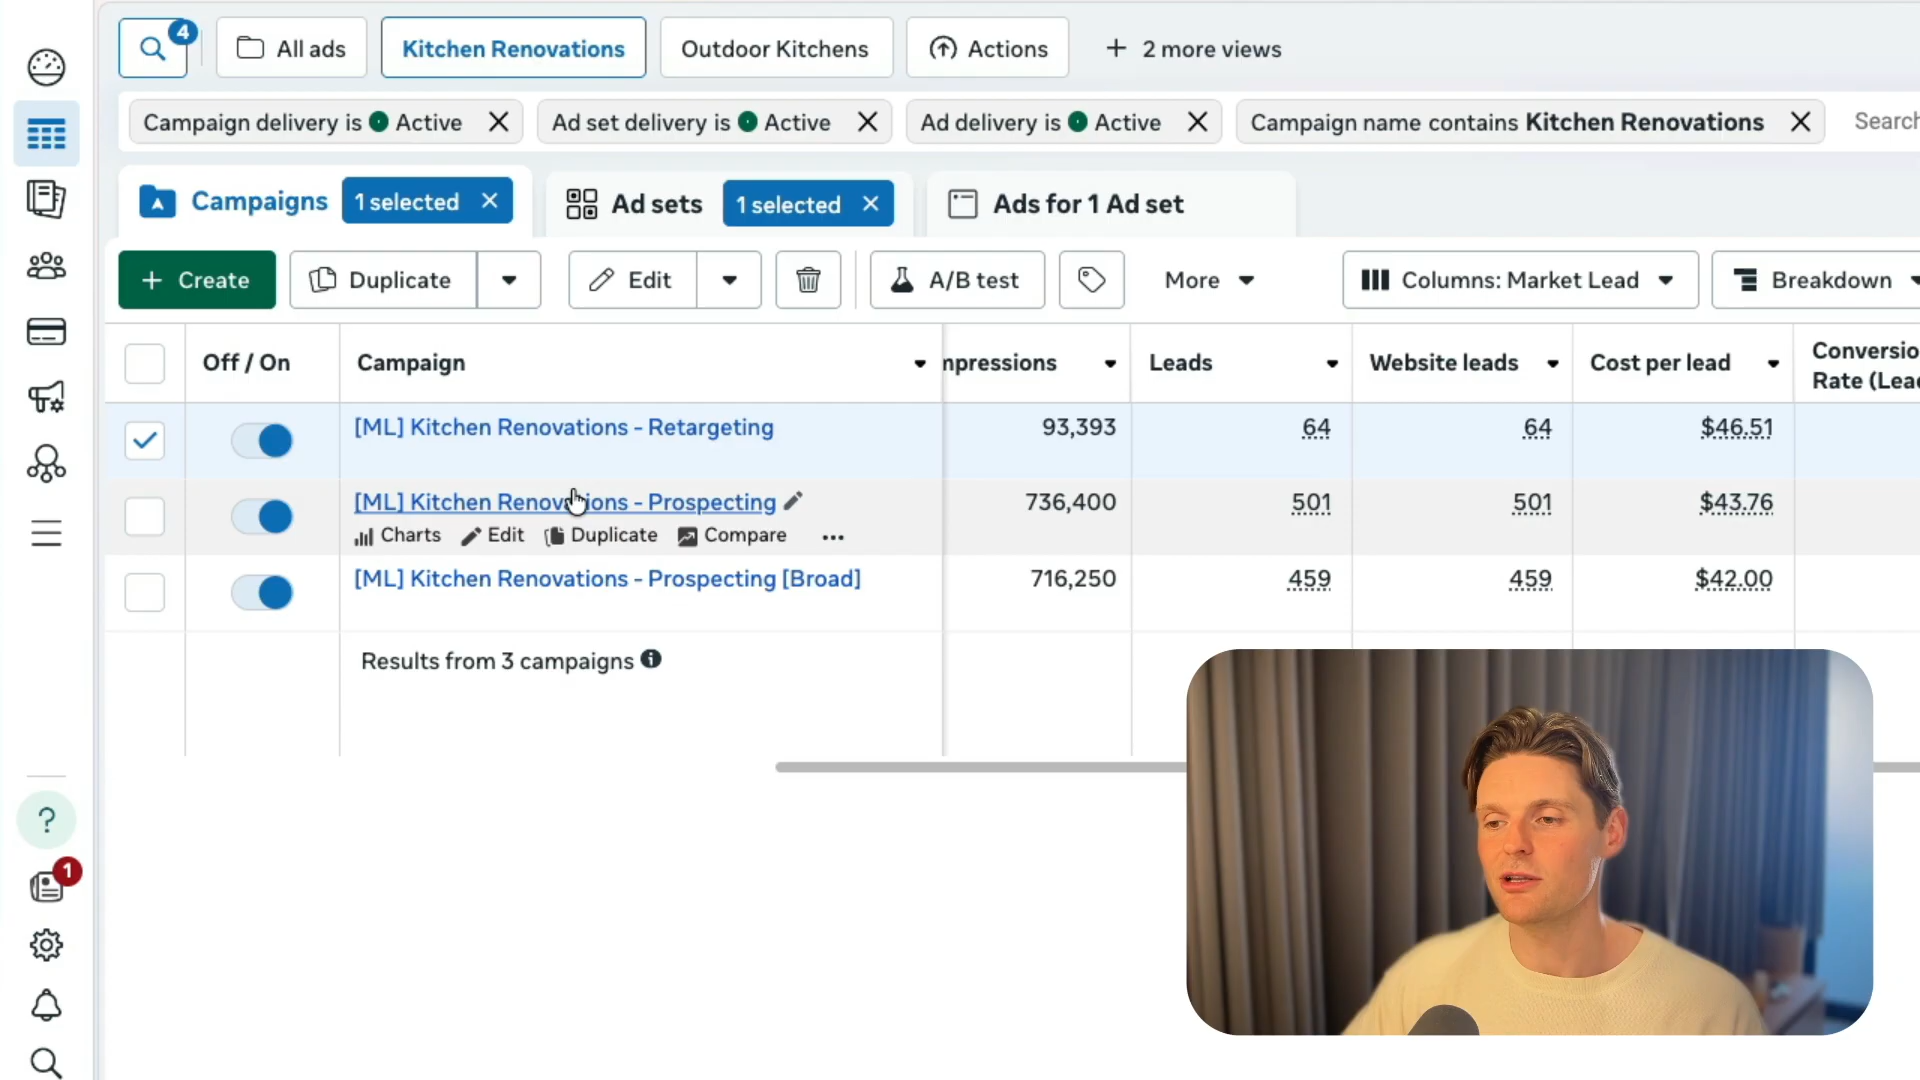 4
All ads
Kitchen Renovations
Outdoor Kitchens
Actions
+ 2 more views
Campaign delivery is Active
Ad set delivery is Active
Ad delivery is Active
Campaign name contains Kitchen Renovations
Search
Campaigns
1 selected
Ad sets
1 selected
Ads for 1 Ad set
+ Create
Duplicate
Edit
A/B test
More
Columns: Market Lead
Breakdown
Off / On
Campaign
mpressions
Leads
Website leads
Cost per lead
Conversio
Rate (Lead
[ML] Kitchen Renovations - Retargeting
93,393
64
64
$46.51
[ML] Kitchen Renovations - Prospecting
736,400
501
501
$43.76
Charts
Edit
Duplicate
Compare
...
[ML] Kitchen Renovations - Prospecting [Broad]
716,250
459
459
$42.00
Results from 3 campaigns
?
1